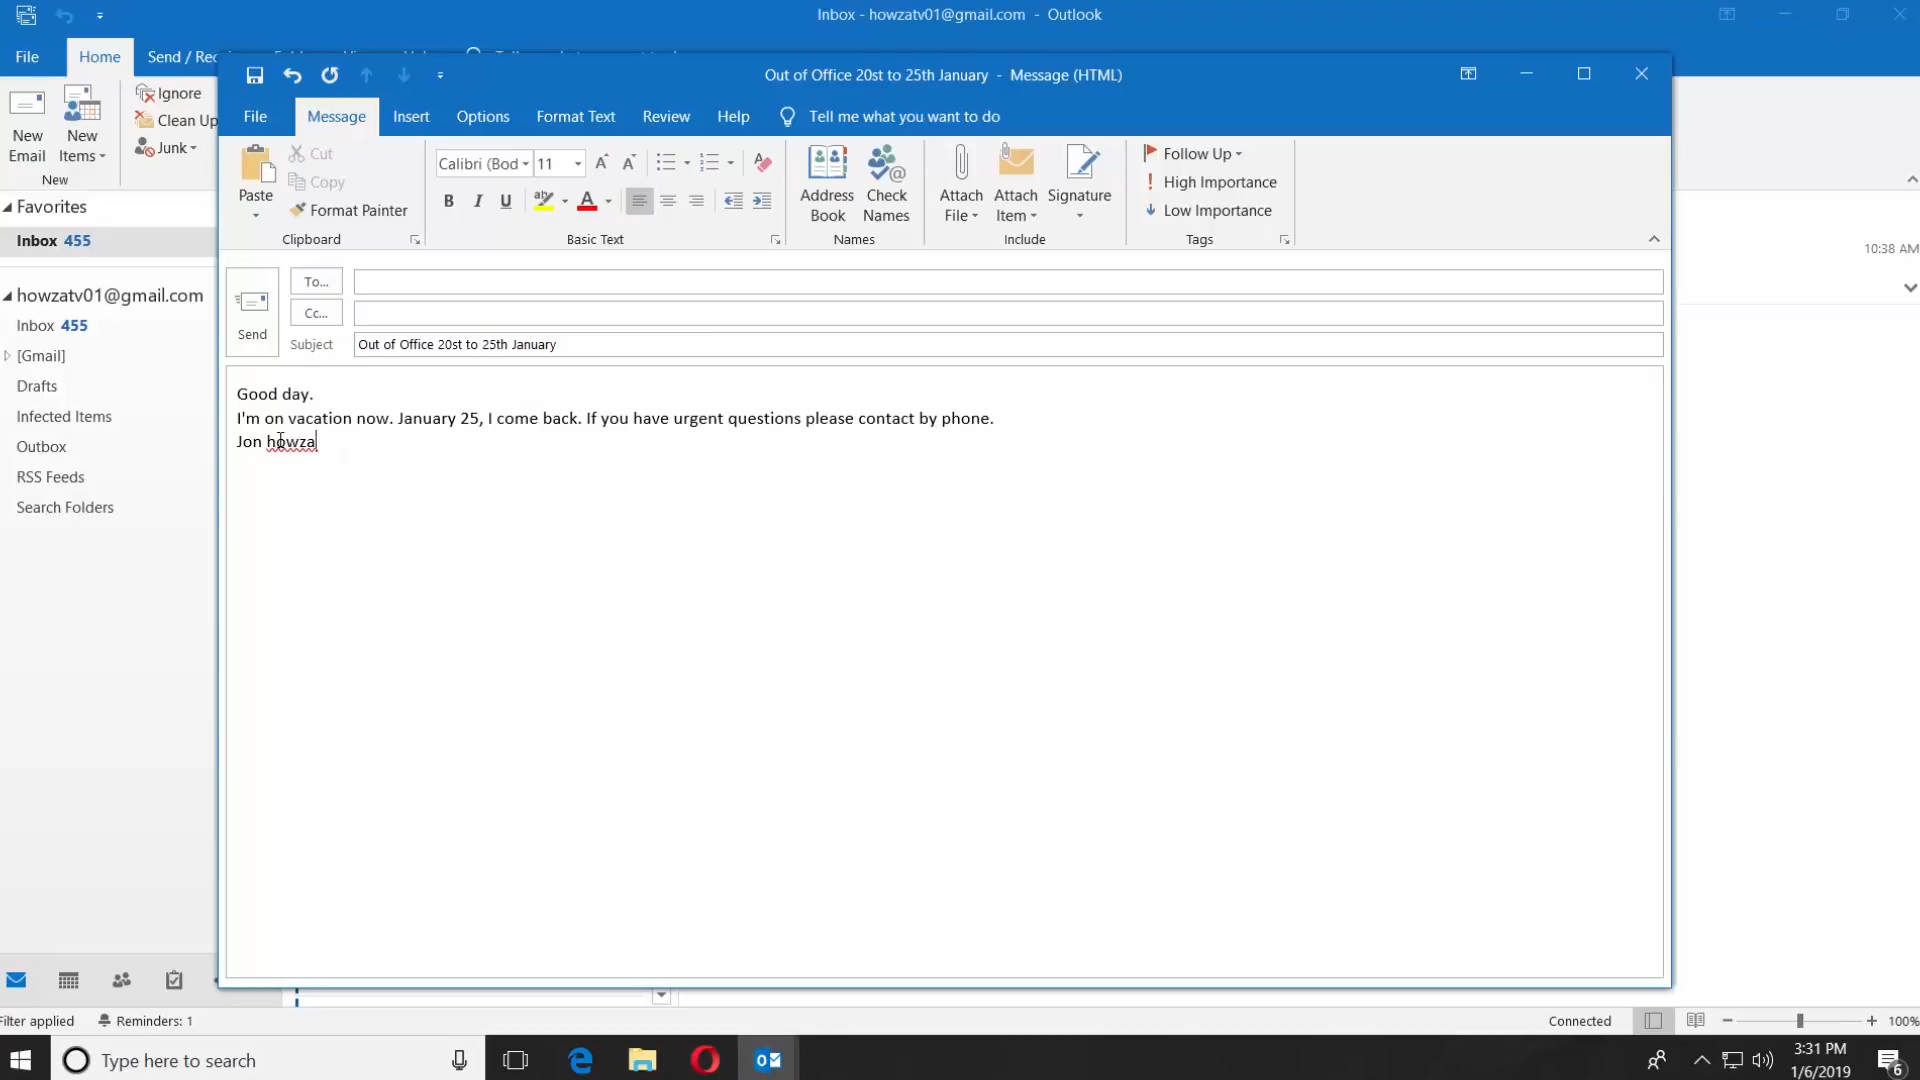 Inbox - howzatv01@gmail.com - Outlook
File
Home
Send / Rec
Out of Office 20st to 25th January - Message (HTML)
File
Message
Insert
Options
Format Text
Review
Help
Tell me what you want to do
New
Email
New
Items
Ignore
Clean Up
Junk
New
Paste
Cut
Copy
Format Painter
Clipboard
Calibri (Bod
11
B I U
Basic Text
Address
Book
Check
Names
Names
Attach
File
Attach
Item
Signature
Include
Follow Up
High Importance
Low Importance
Tags
Favorites
Inbox 455
howzatv01@gmail.com
Inbox 455
[Gmail]
Drafts
Infected Items
Outbox
RSS Feeds
Search Folders
10:38 AM
Send
To...
Cc...
Subject
Out of Office 20st to 25th January
Good day.
I'm on vacation now. January 25, I come back. If you have urgent questions please contact by phone.
Jon howza
Filter applied
Reminders: 1
Connected
100%
Type here to search
3:31 PM
1/6/2019
6